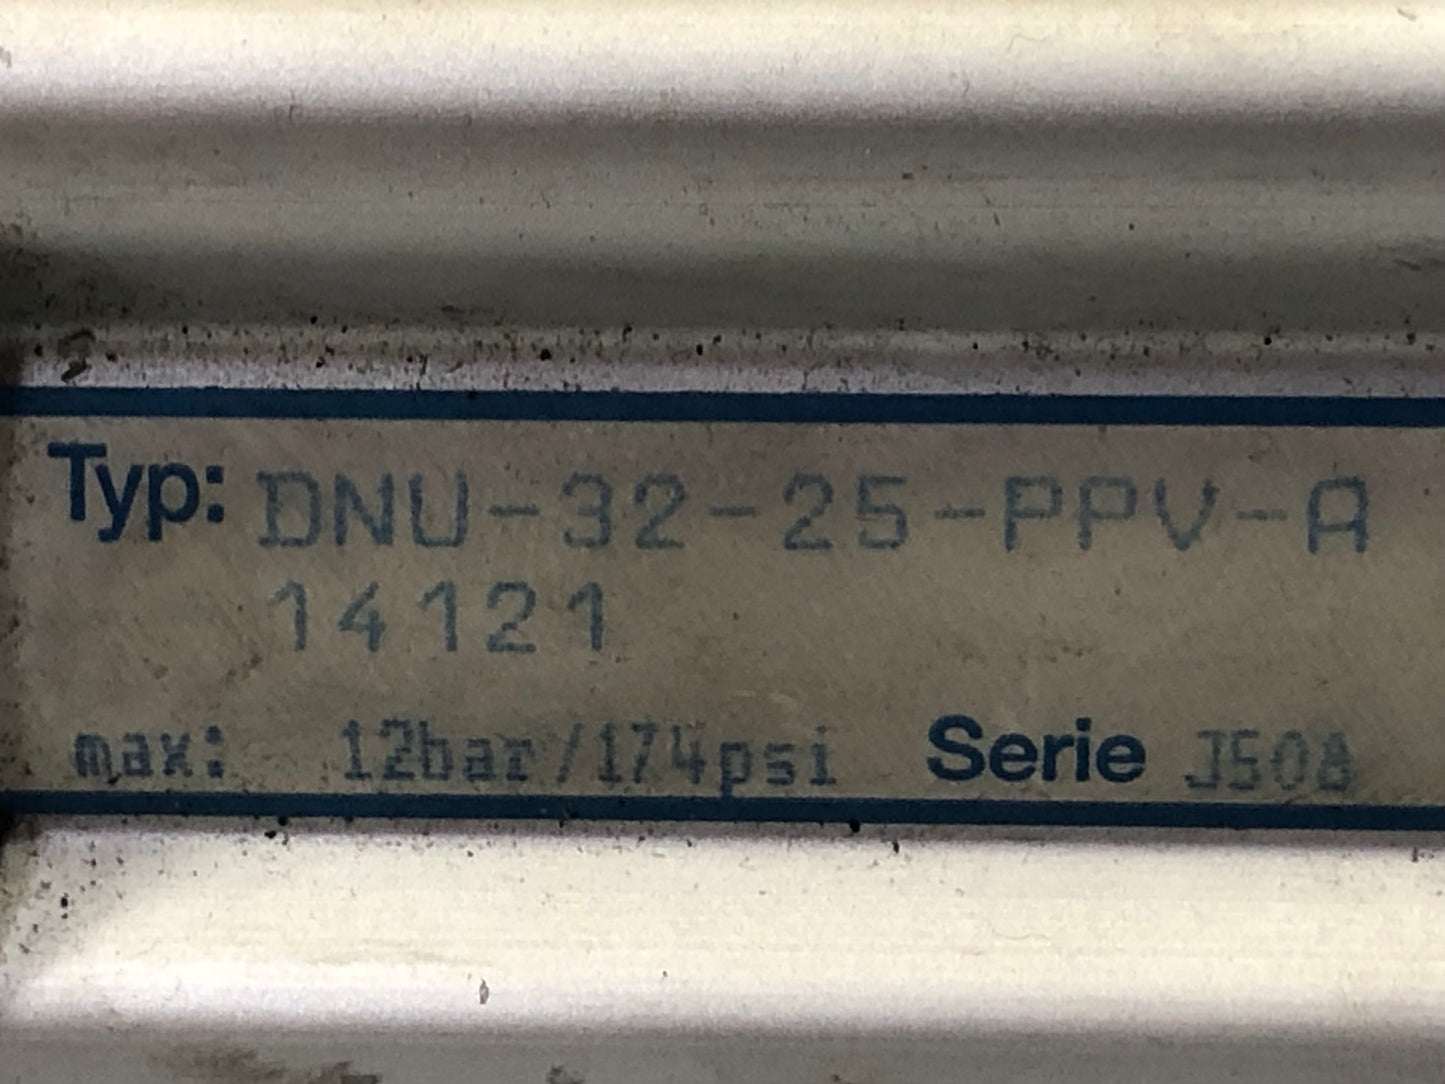 Typ: DNU-32-25-PPV-A
14121
max: 12bar/174psi Serie J508